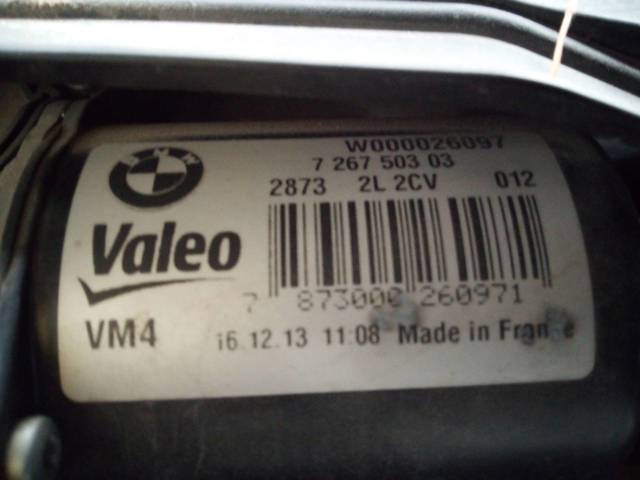 W000026097
7 267 503 03
BMW
2873 2L 2CV 012
Valeo
7 873000 260971
VM4 16.12.13 11:08 Made in France